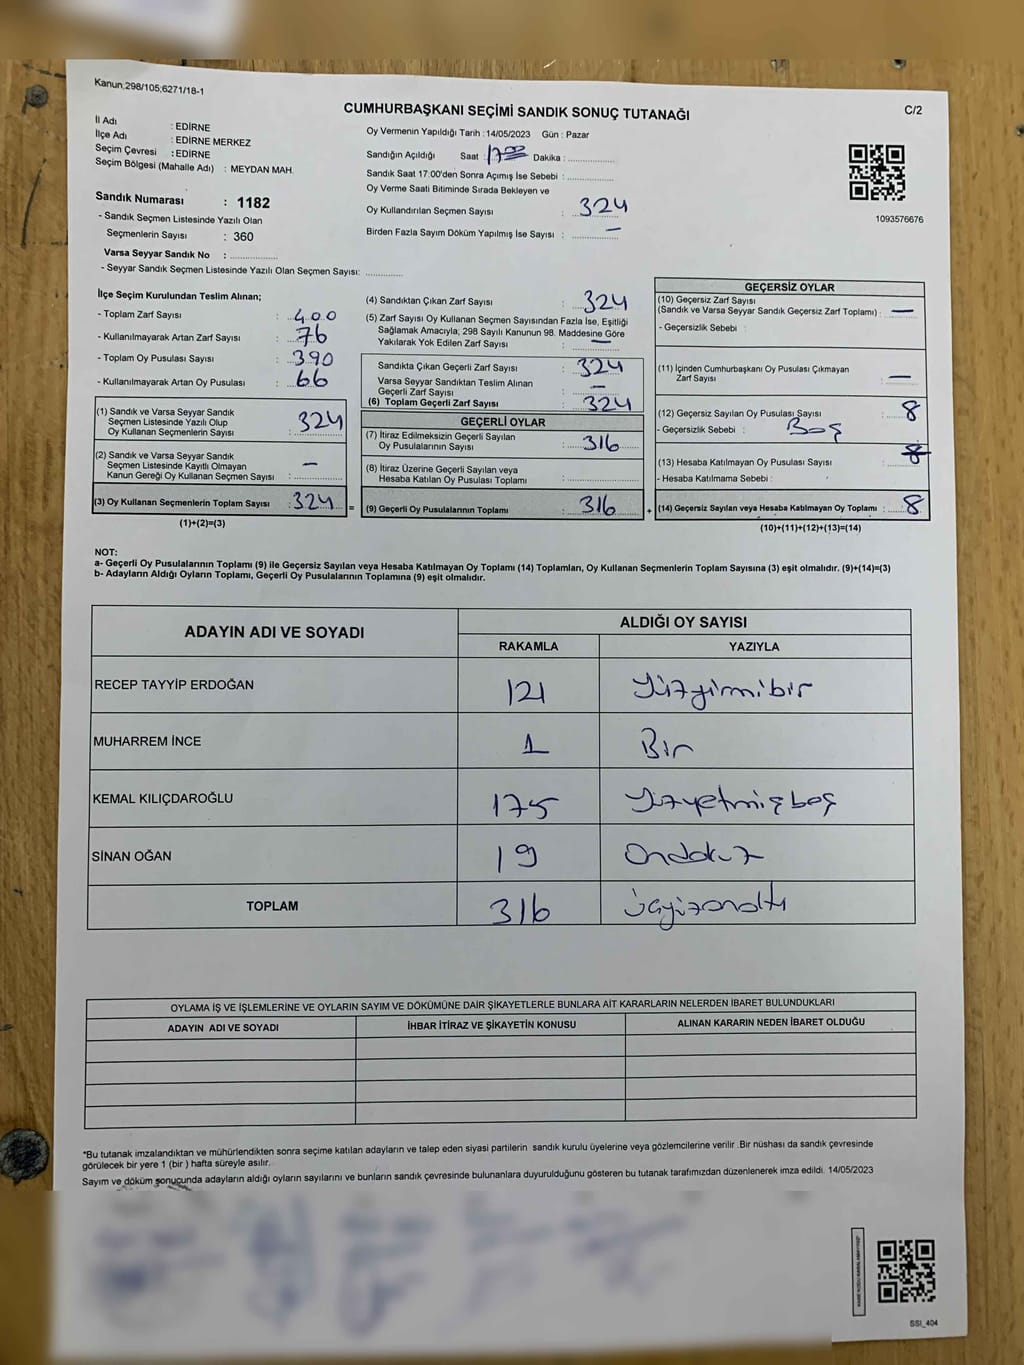 Kanun;298/105;6271/18-1
CUMHURBAŞKANI SEÇİMİ SANDIK SONUÇ TUTANAĞI
C/2
İl Adı : EDİRNE
İlçe Adı : EDİRNE MERKEZ
Seçim Çevresi : EDİRNE
Seçim Bölgesi (Mahalle Adı) : MEYDAN MAH.
Sandık Numarası : 1182
- Sandık Seçmen Listesinde Yazılı Olan
Seçmenlerin Sayısı : 360
Varsa Seyyar Sandık No :
- Seyyar Sandık Seçmen Listesinde Yazılı Olan Seçmen Sayısı:
Oy Vermenin Yapıldığı Tarih :14/05/2023 Gün : Pazar
Sandığın Açıldığı Saat : 17:00 Dakika :
Sandık Saat 17:00'den Sonra Açımış İse Sebebi :
Oy Verme Saati Bitiminde Sırada Bekleyen ve
Oy Kullandırılan Seçmen Sayısı : 324
Birden Fazla Sayım Döküm Yapılmış İse Sayısı : —
1093576676
İlçe Seçim Kurulundan Teslim Alınan;
- Toplam Zarf Sayısı : 400
- Kullanılmayarak Artan Zarf Sayısı : 76
- Toplam Oy Pusulası Sayısı : 390
- Kullanılmayarak Artan Oy Pusulası : 66
(1) Sandık ve Varsa Seyyar Sandık
Seçmen Listesinde Yazılı Olup
Oy Kullanan Seçmenlerin Sayısı : 324
(2) Sandık ve Varsa Seyyar Sandık
Seçmen Listesinde Kayıtlı Olmayan
Kanun Gereği Oy Kullanan Seçmen Sayısı : —
(3) Oy Kullanan Seçmenlerin Toplam Sayısı : 324 =
(1)+(2)=(3)
(4) Sandıktan Çıkan Zarf Sayısı : 324
(5) Zarf Sayısı Oy Kullanan Seçmen Sayısından Fazla İse, Eşitliği
Sağlamak Amacıyla; 298 Sayılı Kanunun 98. Maddesine Göre
Yakılarak Yok Edilen Zarf Sayısı : —
Sandıkta Çıkan Geçerli Zarf Sayısı : 324
Varsa Seyyar Sandıktan Teslim Alınan
Geçerli Zarf Sayısı : —
(6) Toplam Geçerli Zarf Sayısı : 324
GEÇERLİ OYLAR
(7) İtiraz Edilmeksizin Geçerli Sayılan
Oy Pusulalarının Sayısı : 316
(8) İtiraz Üzerine Geçerli Sayılan veya
Hesaba Katılan Oy Pusulası Toplamı :
(9) Geçerli Oy Pusulalarının Toplamı : 316 +
GEÇERSİZ OYLAR
(10) Geçersiz Zarf Sayısı
(Sandık ve Varsa Seyyar Sandık Geçersiz Zarf Toplamı) : —
- Geçersizlik Sebebi :
(11) İçinden Cumhurbaşkanı Oy Pusulası Çıkmayan
Zarf Sayısı : —
(12) Geçersiz Sayılan Oy Pusulası Sayısı : 8
- Geçersizlik Sebebi : Boş
(13) Hesaba Katılmayan Oy Pusulası Sayısı : 8
- Hesaba Katılmama Sebebi :
(14) Geçersiz Sayılan veya Hesaba Katılmayan Oy Toplamı : 8
(10)+(11)+(12)+(13)=(14)
NOT:
a- Geçerli Oy Pusulalarının Toplamı (9) ile Geçersiz Sayılan veya Hesaba Katılmayan Oy Toplamı (14) Toplamları, Oy Kullanan Seçmenlerin Toplam Sayısına (3) eşit olmalıdır. (9)+(14)=(3)
b- Adayların Aldığı Oyların Toplamı, Geçerli Oy Pusulalarının Toplamına (9) eşit olmalıdır.
ADAYIN ADI VE SOYADI
ALDIĞI OY SAYISI
RAKAMLA YAZIYLA
RECEP TAYYİP ERDOĞAN 121 Yüzyirmibir
MUHARREM İNCE 1 Bir
KEMAL KILIÇDAROĞLU 175 Yüzyetmişbeş
SİNAN OĞAN 19 Ondokuz
TOPLAM 316 üçyüzonaltı
OYLAMA İŞ VE İŞLEMLERİNE VE OYLARIN SAYIM VE DÖKÜMÜNE DAİR ŞİKAYETLERLE BUNLARA AİT KARARLARIN NELERDEN İBARET BULUNDUKLARI
ADAYIN ADI VE SOYADI İHBAR İTİRAZ VE ŞİKAYETİN KONUSU ALINAN KARARIN NEDEN İBARET OLDUĞU
*Bu tutanak imzalandıktan ve mühürlendikten sonra seçime katılan adayların ve talep eden siyasi partilerin sandık kurulu üyelerine veya gözlemcilerine verilir .Bir nüshası da sandık çevresinde
görülecek bir yere 1 (bir ) hafta süreyle asılır.
Sayım ve döküm sonucunda adayların aldığı oyların sayılarını ve bunların sandık çevresinde bulunanlara duyurulduğunu gösteren bu tutanak tarafımızdan düzenlenerek imza edildi. 14/05/2023
SSI_404